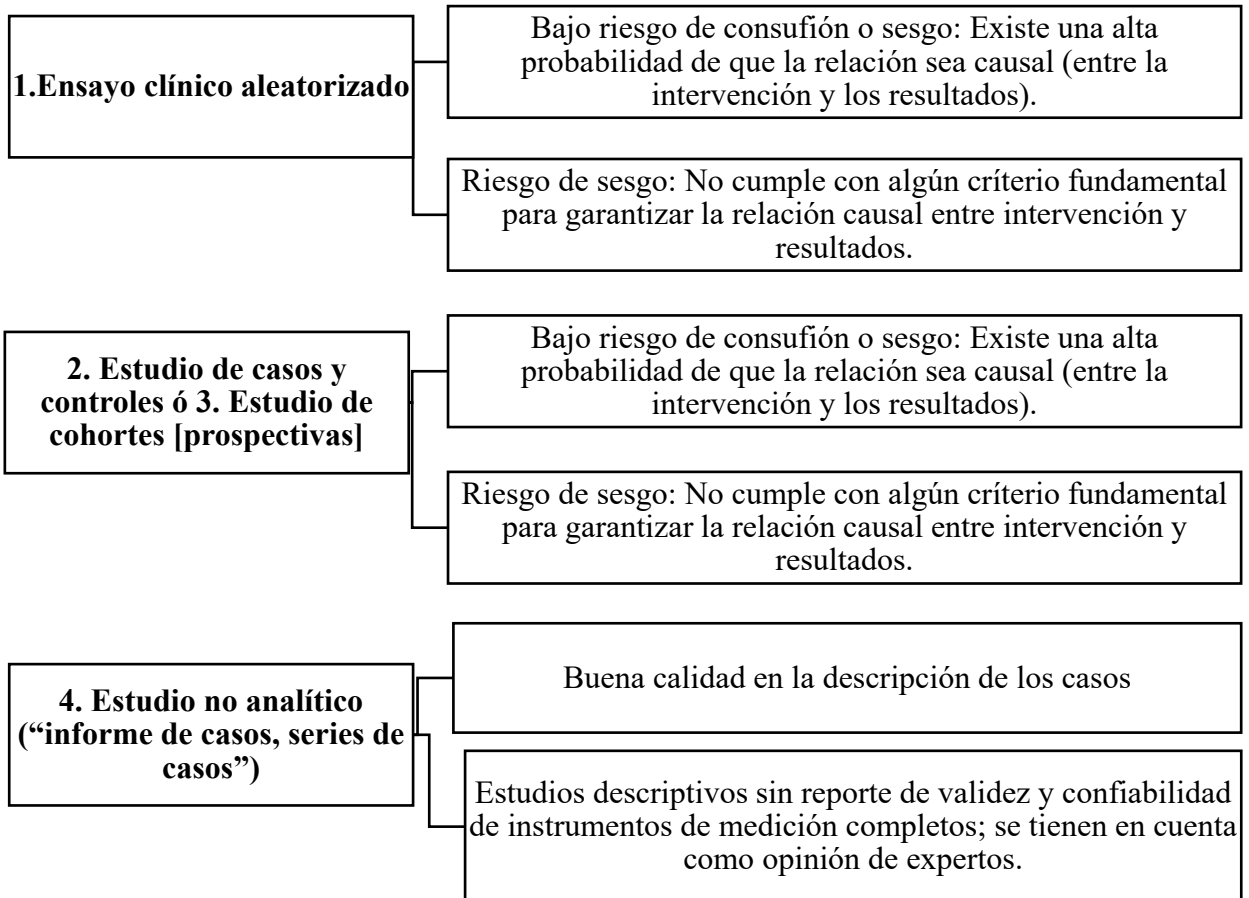 1.Ensayo clínico aleatorizado
Bajo riesgo de consufión o sesgo: Existe una alta
probabilidad de que la relación sea causal (entre la
intervención y los resultados).
Riesgo de sesgo: No cumple con algún críterio fundamental
para garantizar la relación causal entre intervención y
resultados.
2. Estudio de casos y
controles ó 3. Estudio de
cohortes [prospectivas]
Bajo riesgo de consufión o sesgo: Existe una alta
probabilidad de que la relación sea causal (entre la
intervención y los resultados).
Riesgo de sesgo: No cumple con algún críterio fundamental
para garantizar la relación causal entre intervención y
resultados.
4. Estudio no analítico
(“informe de casos, series de
casos”)
Buena calidad en la descripción de los casos
Estudios descriptivos sin reporte de validez y confiabilidad
de instrumentos de medición completos; se tienen en cuenta
como opinión de expertos.